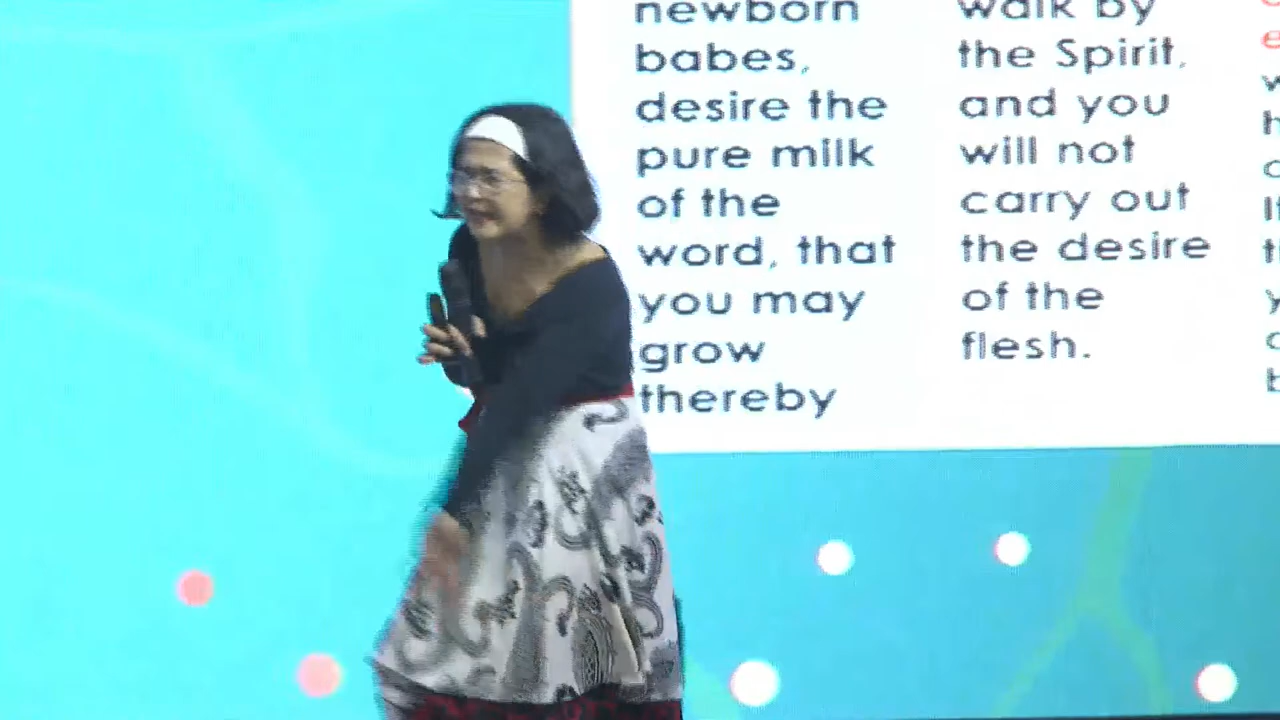 newborn
babes,
desire the
pure milk
of the
word, that
you may
grow
thereby
walk by
the Spirit,
and you
will not
carry out
the desire
of the
flesh.